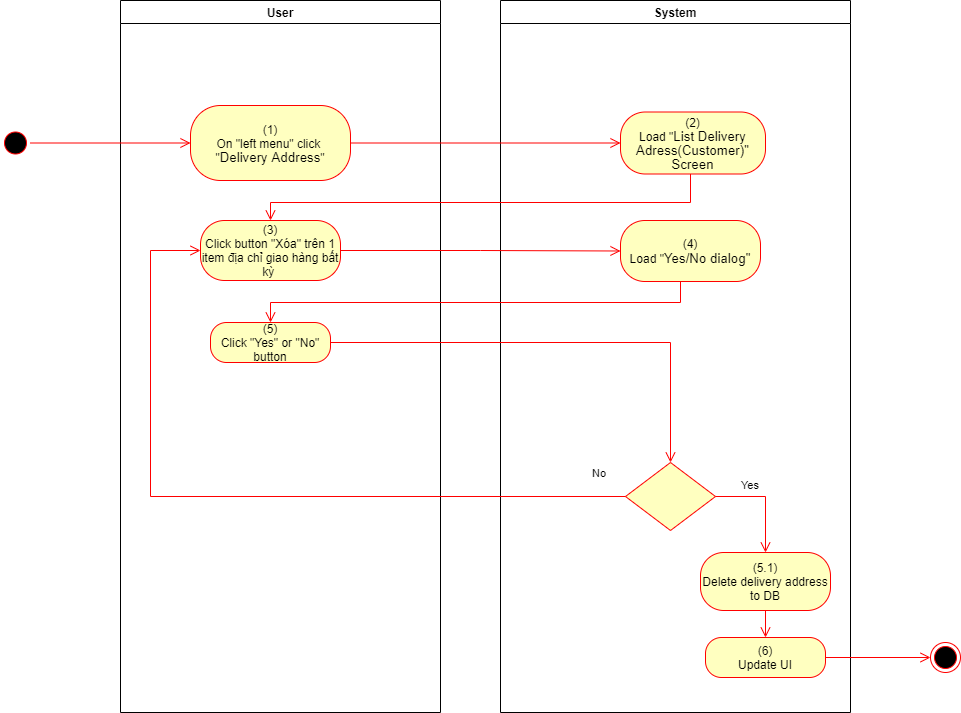 User
System
(1)
On "left menu" click
"Delivery Address"
(2)
Load "List Delivery
Adress(Customer)"
Screen
(3)
Click button "Xóa" trên 1
item địa chỉ giao hàng bất
kỳ
(4)
Load "Yes/No dialog"
(5)
Click "Yes" or "No"
button
No
Yes
(5.1)
Delete delivery address
to DB
(6)
Update UI